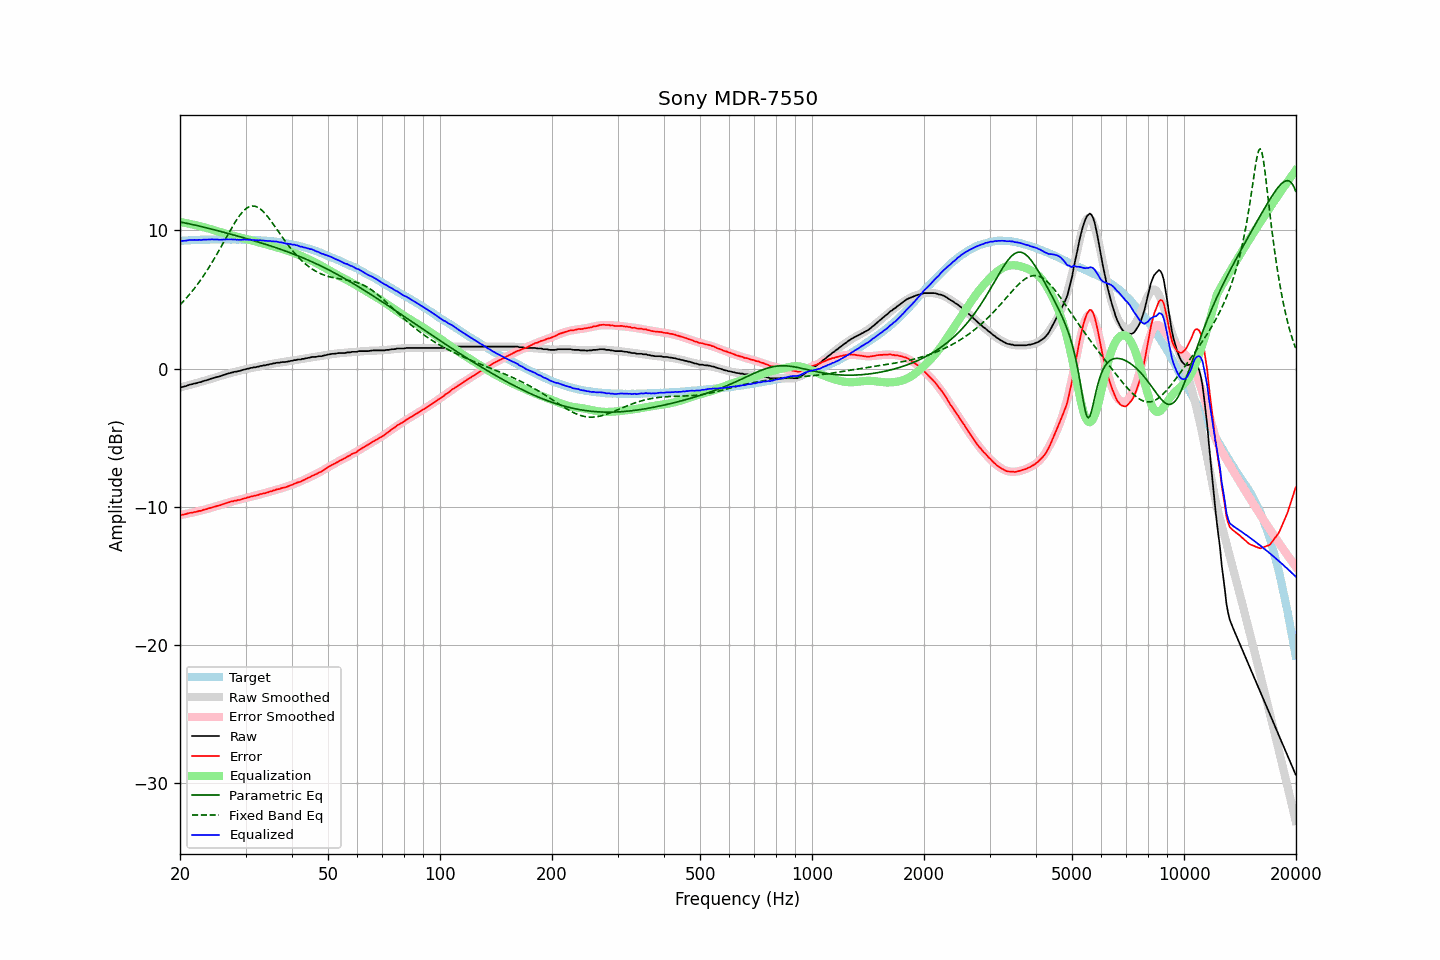 Sony MDR-7550
Amplitude (dBr)
10
0
−10
−20
−30
Target
Raw Smoothed
Error Smoothed
Raw
Error
Equalization
Parametric Eq
Fixed Band Eq
Equalized
20 50 100 200 500 1000 2000 5000 10000 20000
Frequency (Hz)